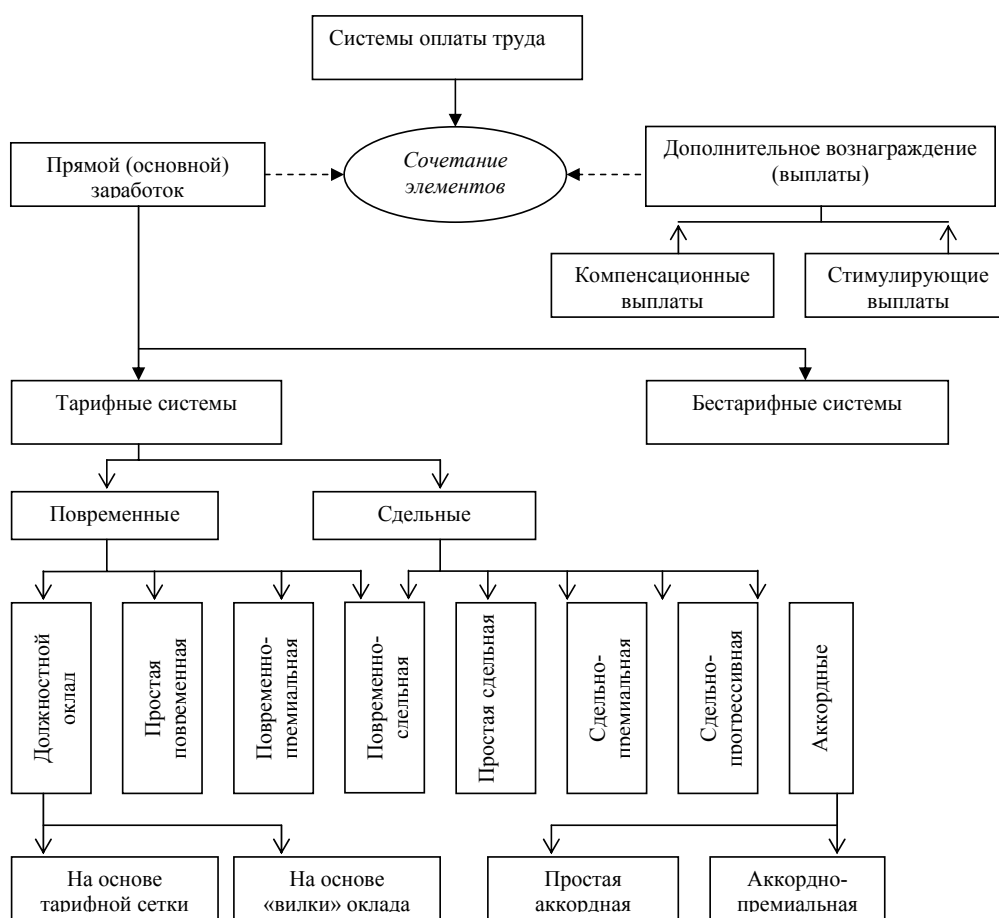 Системы оплаты труда
Прямой (основной)
заработок
Сочетание
элементов
Дополнительное вознаграждение
(выплаты)
Компенсационные
выплаты
Стимулирующие
выплаты
Тарифные системы
Бестарифные системы
Повременные
Сдельные
Должностной
оклад
Простая
повременная
Повременно-
премиальная
Повременно-
сдельная
Простая сдельная
Сдельно-
премиальная
Сдельно-
прогрессивная
Аккордные
На основе
тарифной сетки
На основе
«вилки» оклада
Простая
аккордная
Аккордно-
премиальная